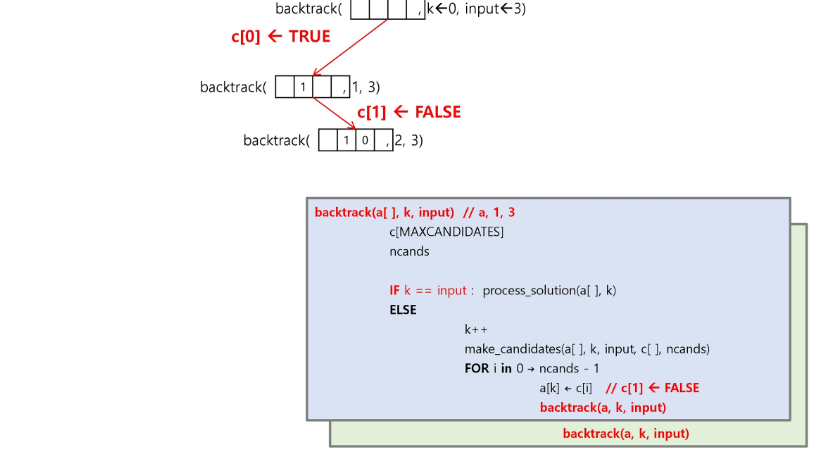 backtrack( , k←0, input←3)
c[0] ← TRUE
backtrack( 1 , 1, 3)
c[1] ← FALSE
backtrack( 1 0 , 2, 3)
backtrack(a[ ], k, input) // a, 1, 3
c[MAXCANDIDATES]
ncands
IF k == input : process_solution(a[ ], k)
ELSE
k++
make_candidates(a[ ], k, input, c[ ], ncands)
FOR i in 0 → ncands - 1
a[k] ← c[i] // c[1] ← FALSE
backtrack(a, k, input)
backtrack(a, k, input)